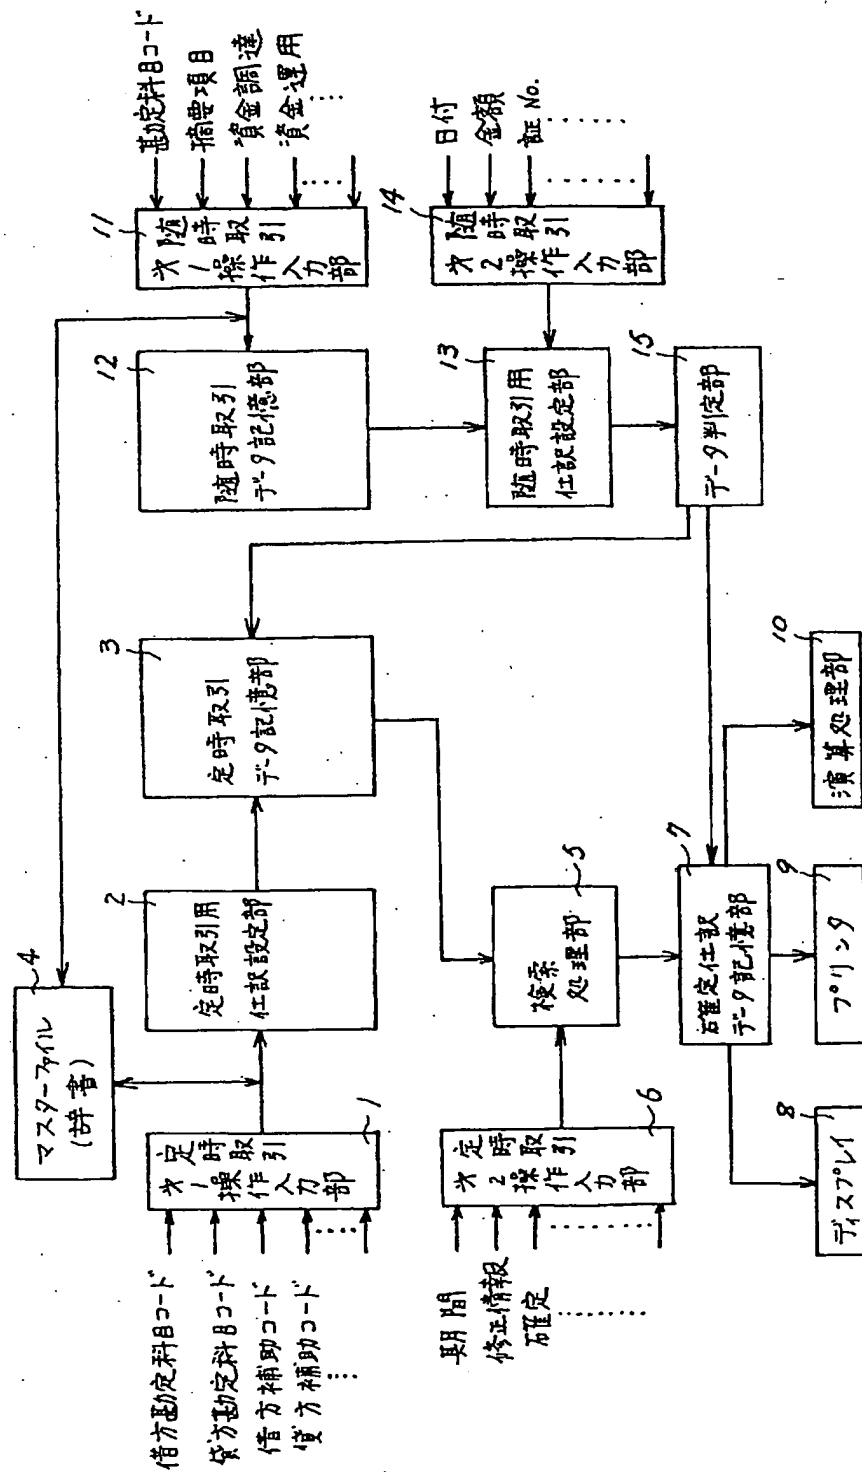 マスターファイル
(辞書)
4
借方勘定科目コード
貸方勘定科目コード
借方補助コード
貸方補助コード
定時取引
才1操作入力部
1
定時取引用
仕訳設定部
2
定時取引
データ記憶部
3
随時取引
データ記憶部
12
随時取引
才1操作入力部
11
勘定科目コード
摘要項目
資金調達
資金運用
期間
修正情報
確定
定時取引
才2操作入力部
6
検索
処理部
5
随時取引用
仕訳設定部
13
随時取引
才2操作入力部
14
日付
金額
証No.
データ判定部
15
確定仕訳
データ記憶部
7
ディスプレイ
8
プリンタ
9
演算処理部
10